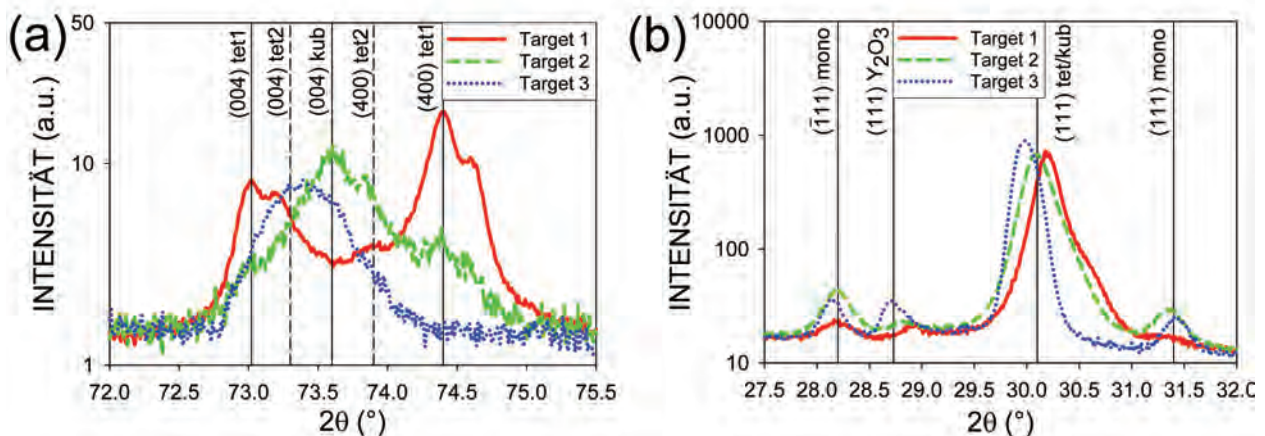 (a)
INTENSITÄT (a.u.)
50
10
1
(004) tet1
(004) tet2
(004) kub
(400) tet2
(400) tet1
Target 1
Target 2
Target 3
72.0 72.5 73.0 73.5 74.0 74.5 75.0 75.5
2θ (°)
(b)
INTENSITÄT (a.u.)
10000
1000
100
10
(1̄11) mono
(111) Y₂O₃
Target 1
Target 2
Target 3
(111) tet/kub
(111) mono
27.5 28.0 28.5 29.0 29.5 30.0 30.5 31.0 31.5 32.0
2θ (°)